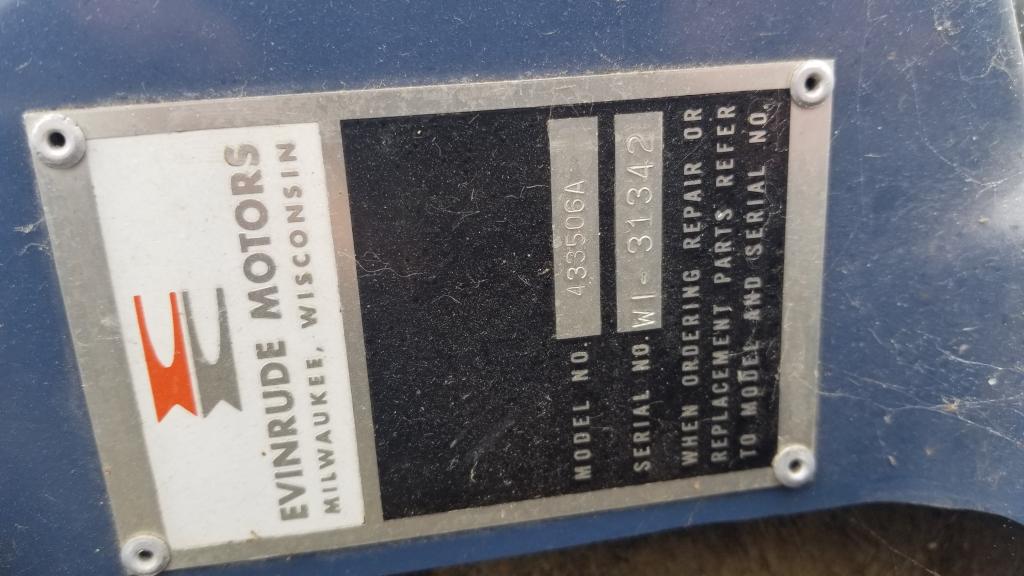 EVINRUDE MOTORS
MILWAUKEE, WISCONSIN
MODEL NO. 433506A
SERIAL NO. WI-31342
WHEN ORDERING REPAIR OR
REPLACEMENT PARTS REFER
TO MODEL AND SERIAL NO.